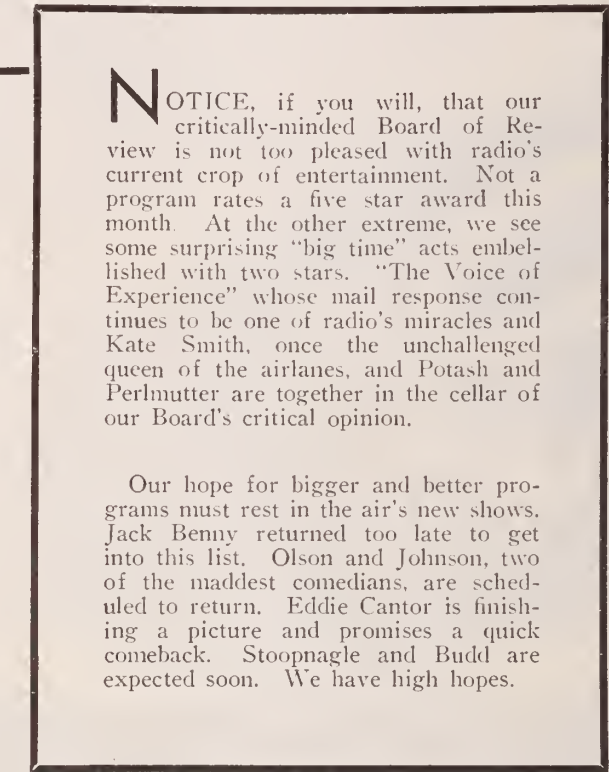 NOTICE, if you will, that our
critically-minded Board of Re-
view is not too pleased with radio's
current crop of entertainment. Not a
program rates a five star award this
month. At the other extreme, we see
some surprising "big time" acts embel-
lished with two stars. "The Voice of
Experience" whose mail response con-
tinues to be one of radio's miracles and
Kate Smith, once the unchallenged
queen of the airlanes, and Potash and
Perlmutter are together in the cellar of
our Board's critical opinion.
Our hope for bigger and better pro-
grams must rest in the air's new shows.
Jack Benny returned too late to get
into this list. Olson and Johnson, two
of the maddest comedians, are sched-
uled to return. Eddie Cantor is finish-
ing a picture and promises a quick
comeback. Stoopnagle and Budd are
expected soon. We have high hopes.